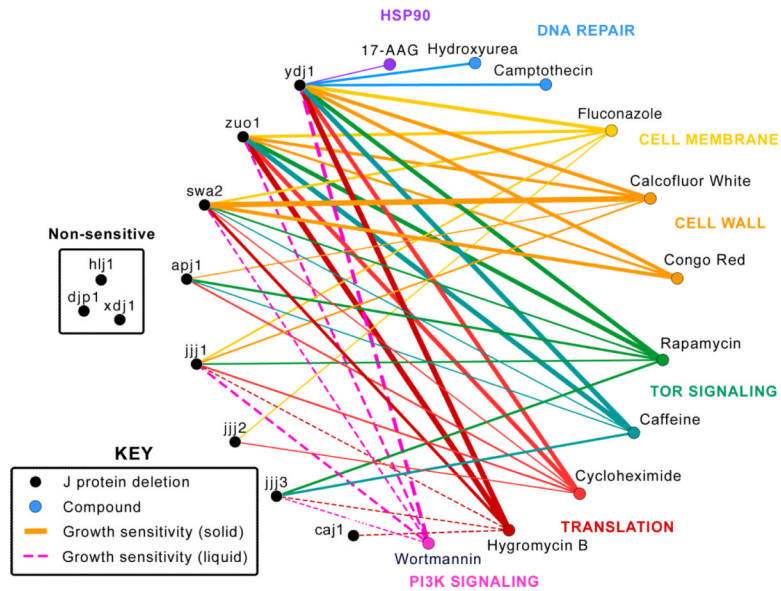 HSP90
DNA REPAIR
17-AAG
Hydroxyurea
Camptothecin
ydj1
Fluconazole
zuo1
CELL MEMBRANE
Calcofluor White
swa2
CELL WALL
Non-sensitive
hlj1
djp1
xdj1
apj1
Congo Red
jjj1
Rapamycin
TOR SIGNALING
jjj2
Caffeine
KEY
J protein deletion
Compound
Growth sensitivity (solid)
Growth sensitivity (liquid)
jjj3
Cycloheximide
caj1
TRANSLATION
Hygromycin B
Wortmannin
PI3K SIGNALING